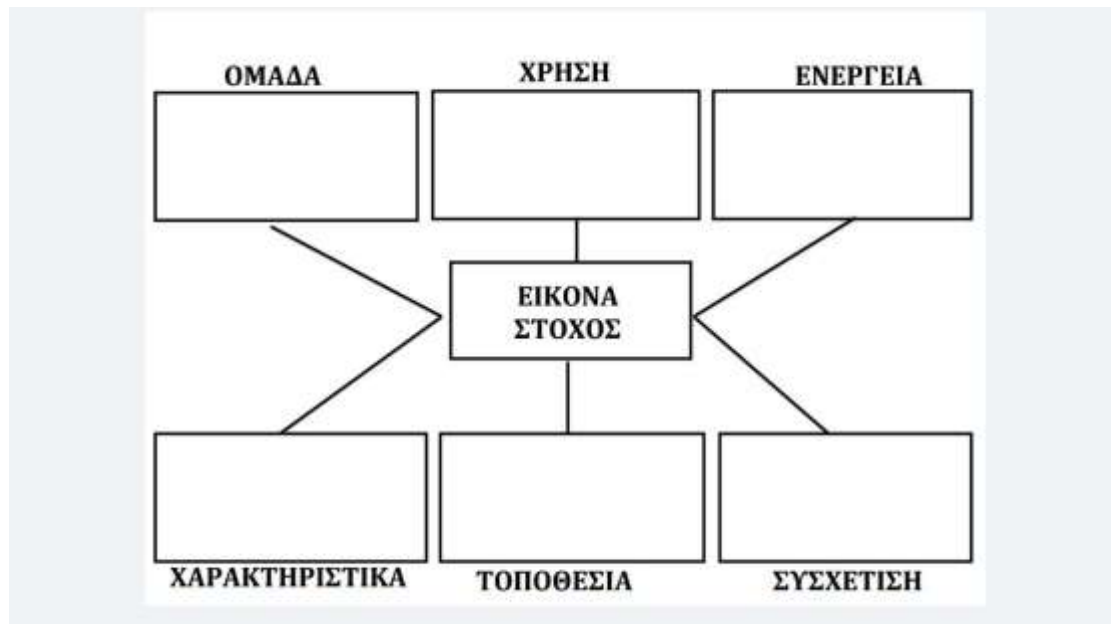 ΟΜΑΔΑ
ΧΡΗΣΗ
ΕΝΕΡΓΕΙΑ
ΕΙΚΟΝΑ
ΣΤΟΧΟΣ
ΧΑΡΑΚΤΗΡΙΣΤΙΚΑ
ΤΟΠΟΘΕΣΙΑ
ΣΥΣΧΕΤΙΣΗ